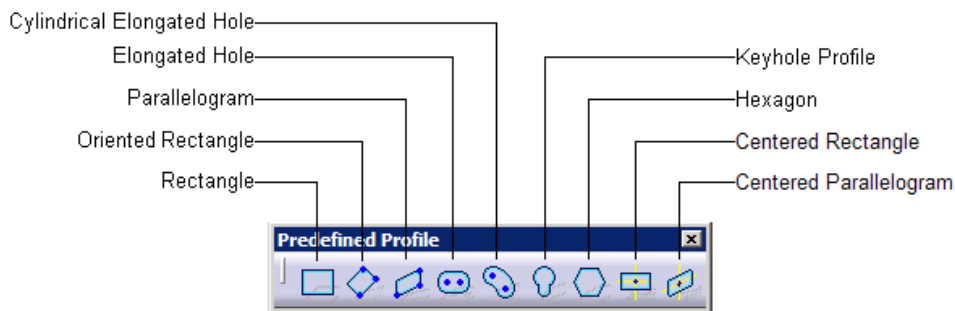 Cylindrical Elongated Hole
Elongated Hole
Parallelogram
Oriented Rectangle
Rectangle
Keyhole Profile
Hexagon
Centered Rectangle
Centered Parallelogram
Predefined Profile